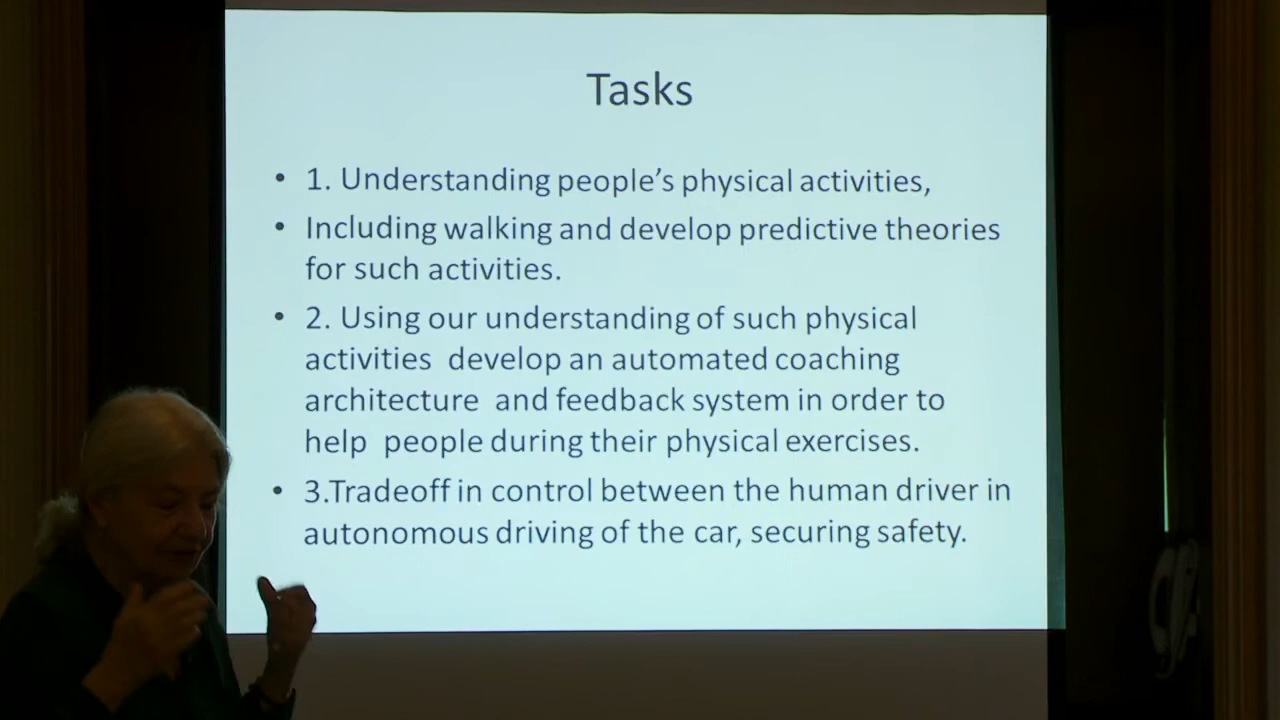 Tasks
• 1. Understanding people's physical activities,
• Including walking and develop predictive theories
for such activities.
• 2. Using our understanding of such physical
activities develop an automated coaching
architecture and feedback system in order to
help people during their physical exercises.
• 3.Tradeoff in control between the human driver in
autonomous driving of the car, securing safety.